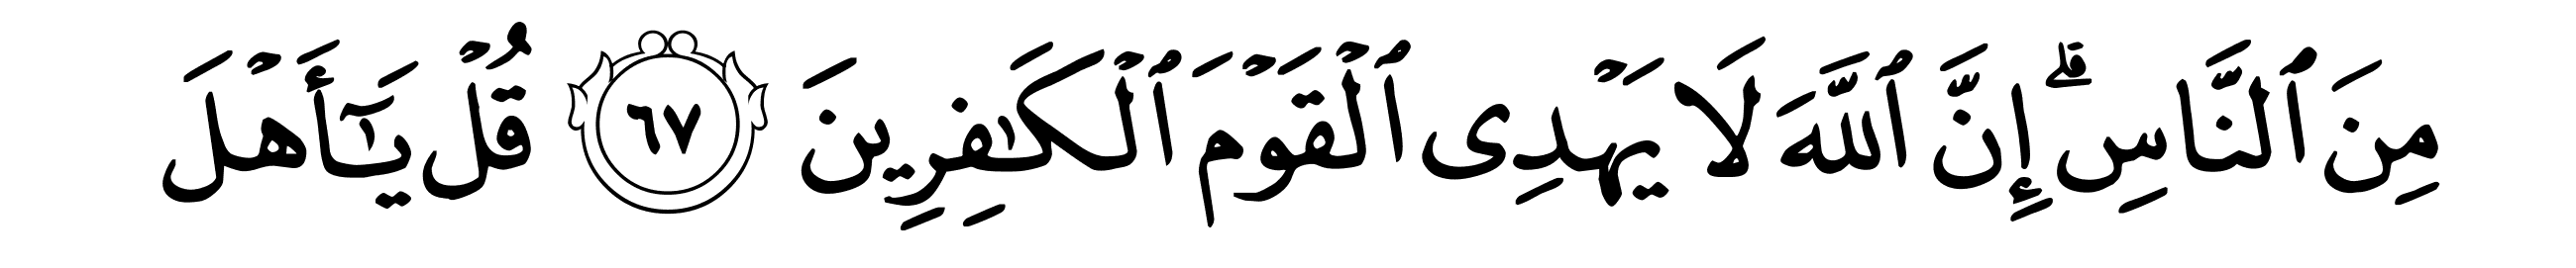 مِنَ ٱلنَّاسِۗ إِنَّ ٱللَّهَ لَا يَهۡدِى ٱلۡقَوۡمَ ٱلۡكَٰفِرِينَ ٦٧ قُلۡ يَٰٓأَهۡلَ